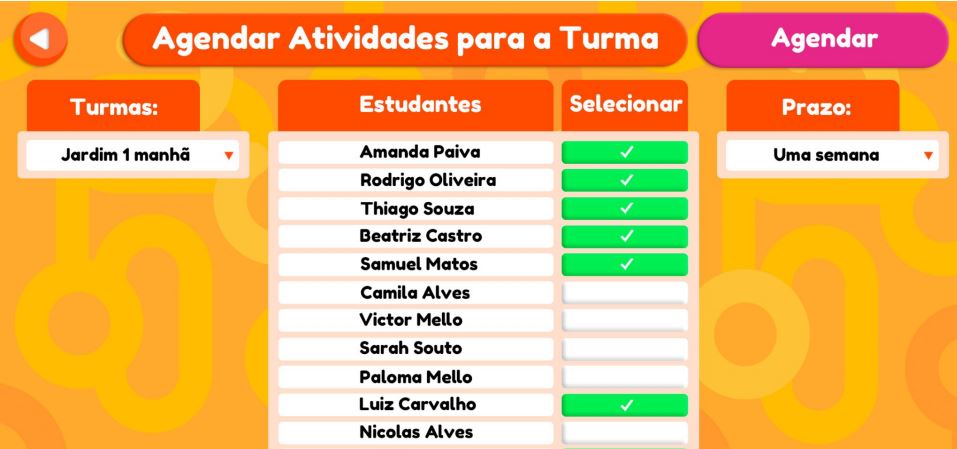 Agendar Atividades para a Turma
Agendar
Turmas:
Jardim 1 manhã
Estudantes
Selecionar
Amanda Paiva
Rodrigo Oliveira
Thiago Souza
Beatriz Castro
Samuel Matos
Camila Alves
Victor Mello
Sarah Souto
Paloma Mello
Luiz Carvalho
Nicolas Alves
Prazo:
Uma semana